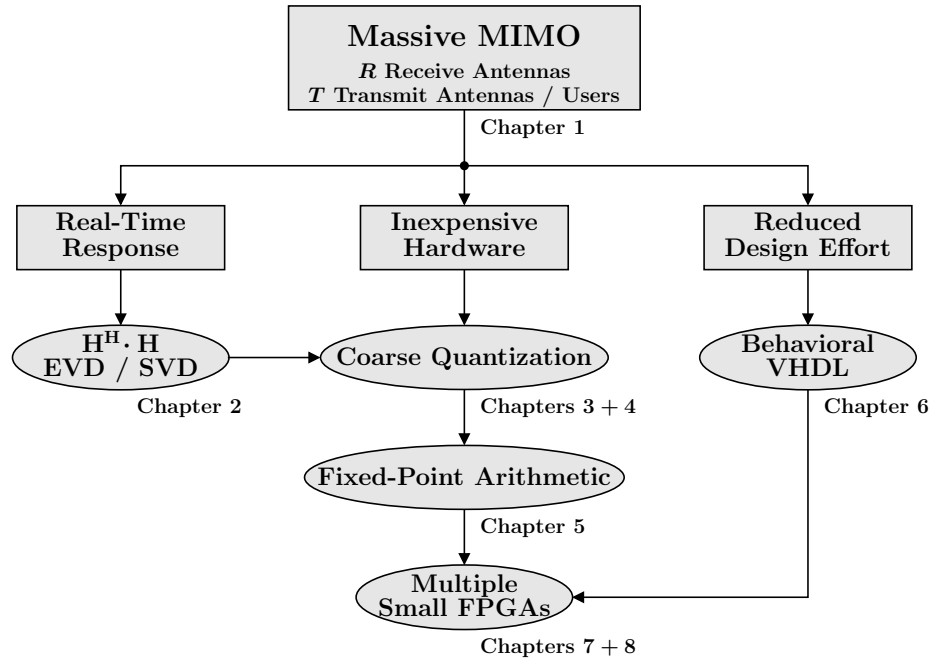 Massive MIMO
R Receive Antennas
T Transmit Antennas / Users
Chapter 1
Real-Time
Response
Inexpensive
Hardware
Reduced
Design Effort
Hᴴ · H
EVD / SVD
Chapter 2
Coarse Quantization
Chapters 3 + 4
Behavioral
VHDL
Chapter 6
Fixed-Point Arithmetic
Chapter 5
Multiple
Small FPGAs
Chapters 7 + 8